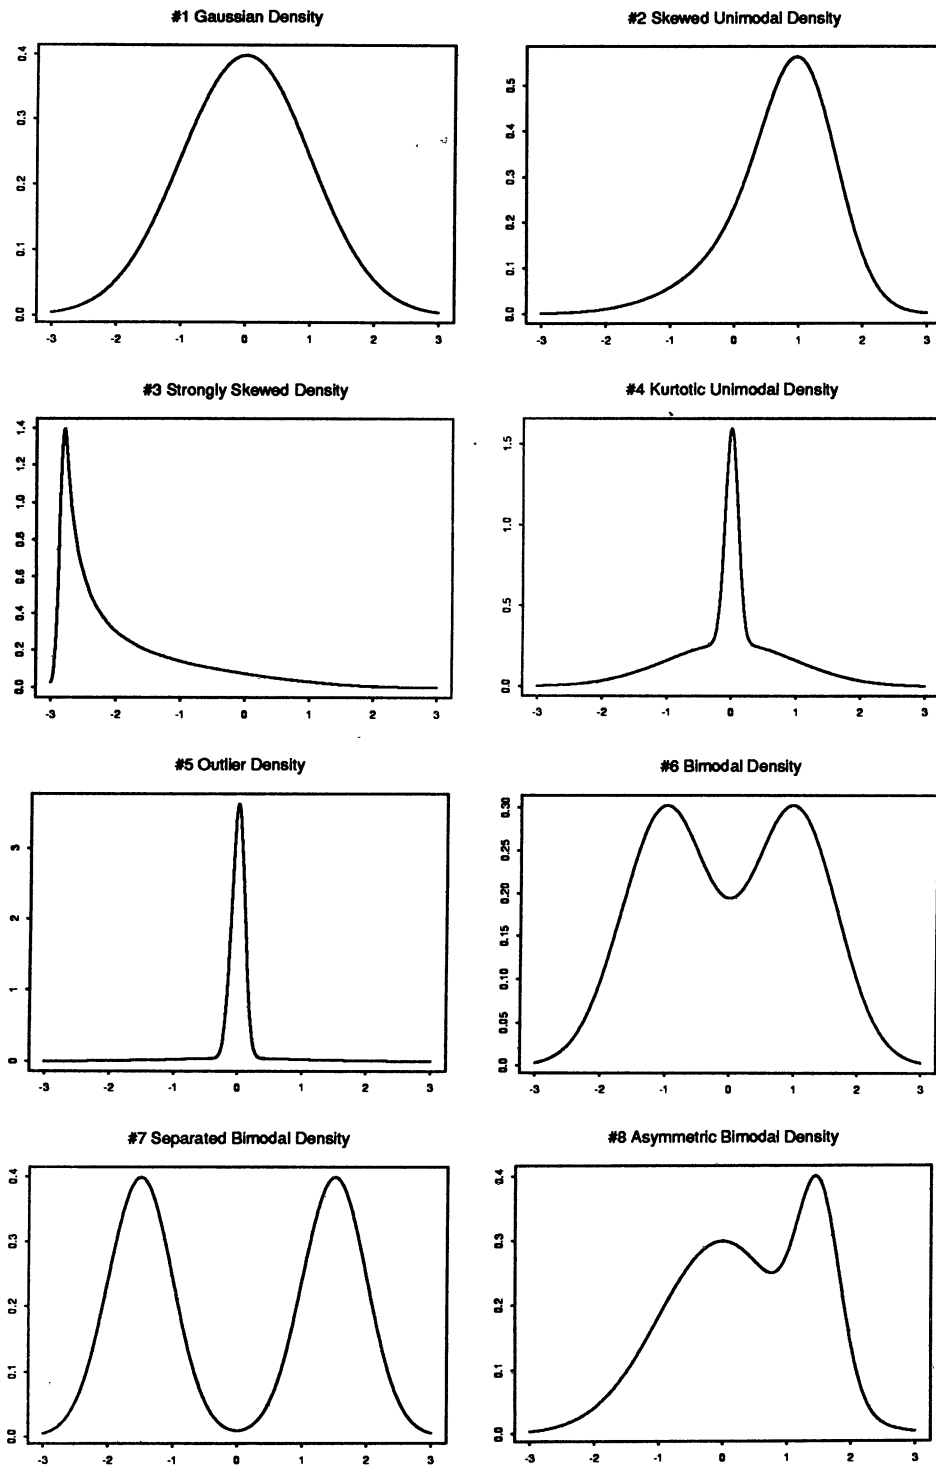 #1 Gaussian Density
0.4
0.3
0.2
0.1
0.0
-3 -2 -1 0 1 2 3
#2 Skewed Unimodal Density
0.5
0.4
0.3
0.2
0.1
0.0
-3 -2 -1 0 1 2 3
#3 Strongly Skewed Density
1.4
1.2
1.0
0.8
0.6
0.4
0.2
0.0
-3 -2 -1 0 1 2 3
#4 Kurtotic Unimodal Density
1.5
1.0
0.5
0.0
-3 -2 -1 0 1 2 3
#5 Outlier Density
3
2
1
0
-3 -2 -1 0 1 2 3
#6 Bimodal Density
0.30
0.25
0.20
0.15
0.10
0.05
0.0
-3 -2 -1 0 1 2 3
#7 Separated Bimodal Density
0.4
0.3
0.2
0.1
0.0
-3 -2 -1 0 1 2 3
#8 Asymmetric Bimodal Density
0.4
0.3
0.2
0.1
0.0
-3 -2 -1 0 1 2 3